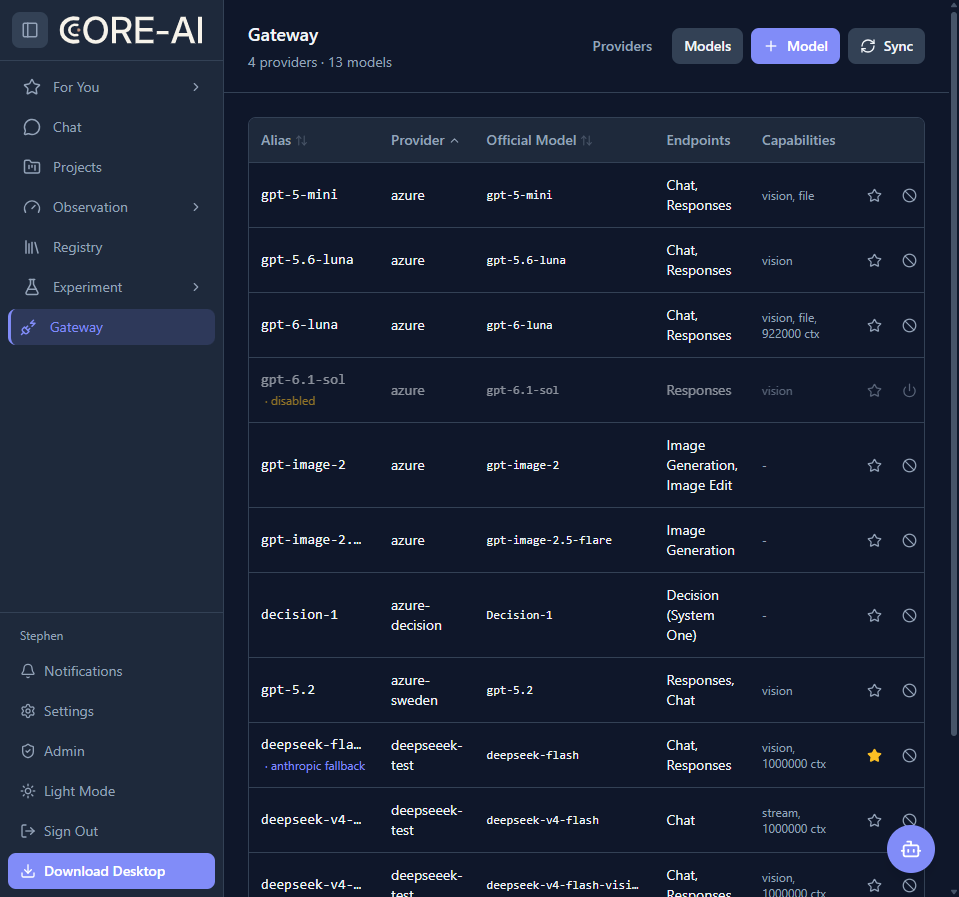 CORE-AI
For You
Chat
Projects
Observation
Registry
Experiment
Gateway
Stephen
Notifications
Settings
Admin
Light Mode
Sign Out
Download Desktop
Gateway
4 providers · 13 models
Providers
Models
+ Model
Sync
Alias Provider Official Model Endpoints Capabilities
gpt-5-mini azure gpt-5-mini Chat, Responses vision, file
gpt-5.6-luna azure gpt-5.6-luna Chat, Responses vision
gpt-6-luna azure gpt-6-luna Chat, Responses vision, file, 922000 ctx
gpt-6.1-sol · disabled azure gpt-6.1-sol Responses vision
gpt-image-2 azure gpt-image-2 Image Generation, Image Edit -
gpt-image-2.… azure gpt-image-2.5-flare Image Generation -
decision-1 azure-decision Decision-1 Decision (System One) -
gpt-5.2 azure-sweden gpt-5.2 Responses, Chat vision
deepseek-fla… · anthropic fallback deepseeek-test deepseek-flash Chat, Responses vision, 1000000 ctx
deepseek-v4-… deepseeek-test deepseek-v4-flash Chat stream, 1000000 ctx
deepseek-v4-… deepseeek-test deepseek-v4-flash-visi… Chat, Responses vision, 1000000 ctx